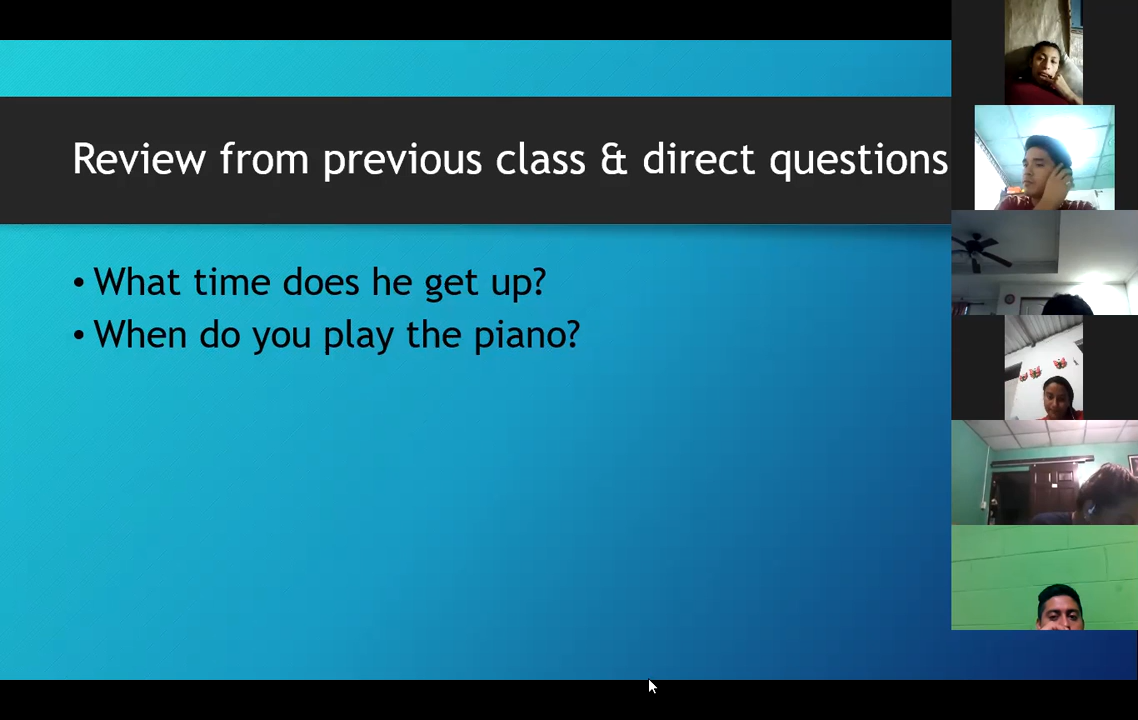 Review from previous class & direct questions
• What time does he get up?
• When do you play the piano?